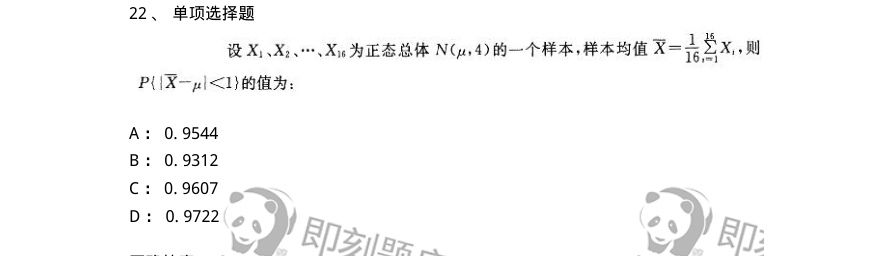 22 、 单项选择题
设 X₁、X₂、…、X₁₆ 为正态总体 N(μ,4)的一个样本,样本均值 X̄=1/16 ∑_{i=1}^{16} Xᵢ,则
P{|X̄−μ|<1}的值为:
A： 0. 9544
B： 0. 9312
C： 0. 9607
D： 0. 9722
即刻题库 即刻